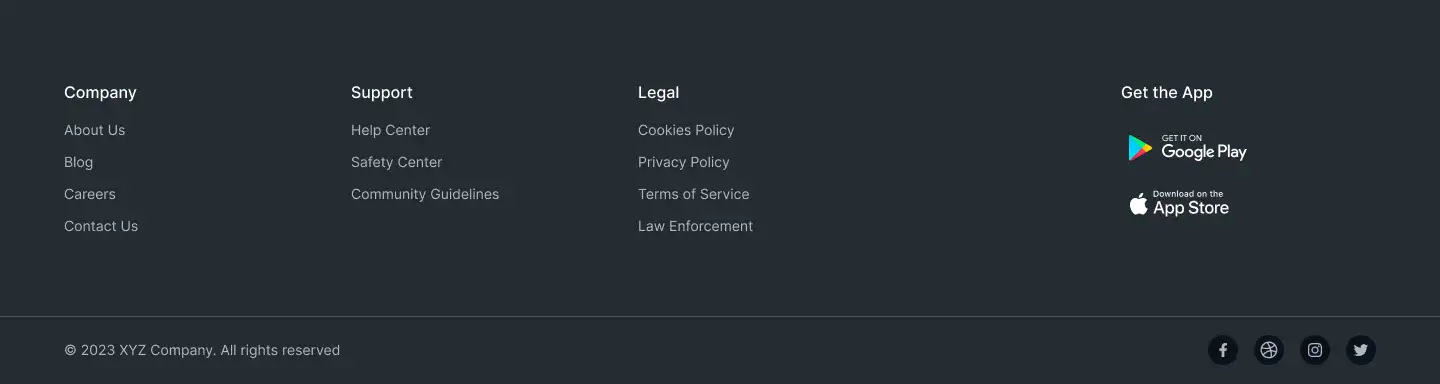 Company
About Us
Blog
Careers
Contact Us
Support
Help Center
Safety Center
Community Guidelines
Legal
Cookies Policy
Privacy Policy
Terms of Service
Law Enforcement
Get the App
GET IT ON
Google Play
Download on the
App Store
© 2023 XYZ Company. All rights reserved